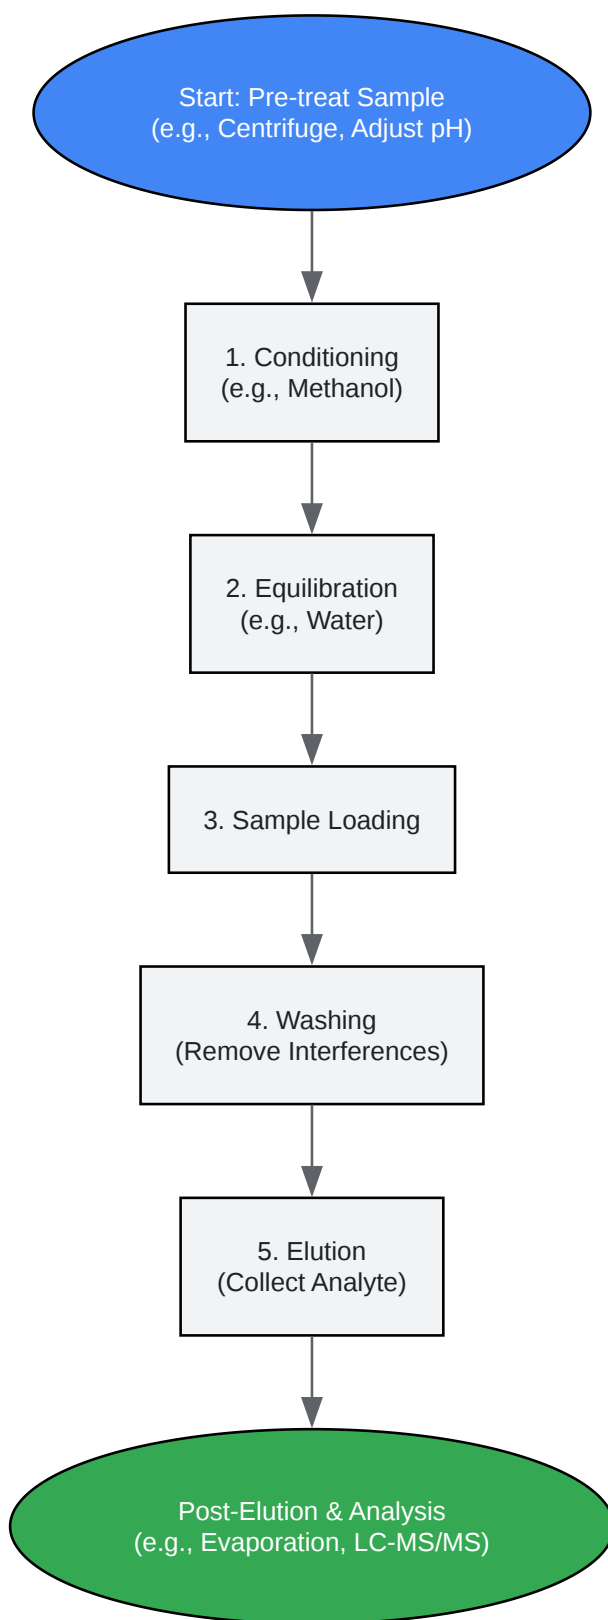 Start: Pre-treat Sample
(e.g., Centrifuge, Adjust pH)
1. Conditioning
(e.g., Methanol)
2. Equilibration
(e.g., Water)
3. Sample Loading
4. Washing
(Remove Interferences)
5. Elution
(Collect Analyte)
Post-Elution & Analysis
(e.g., Evaporation, LC-MS/MS)